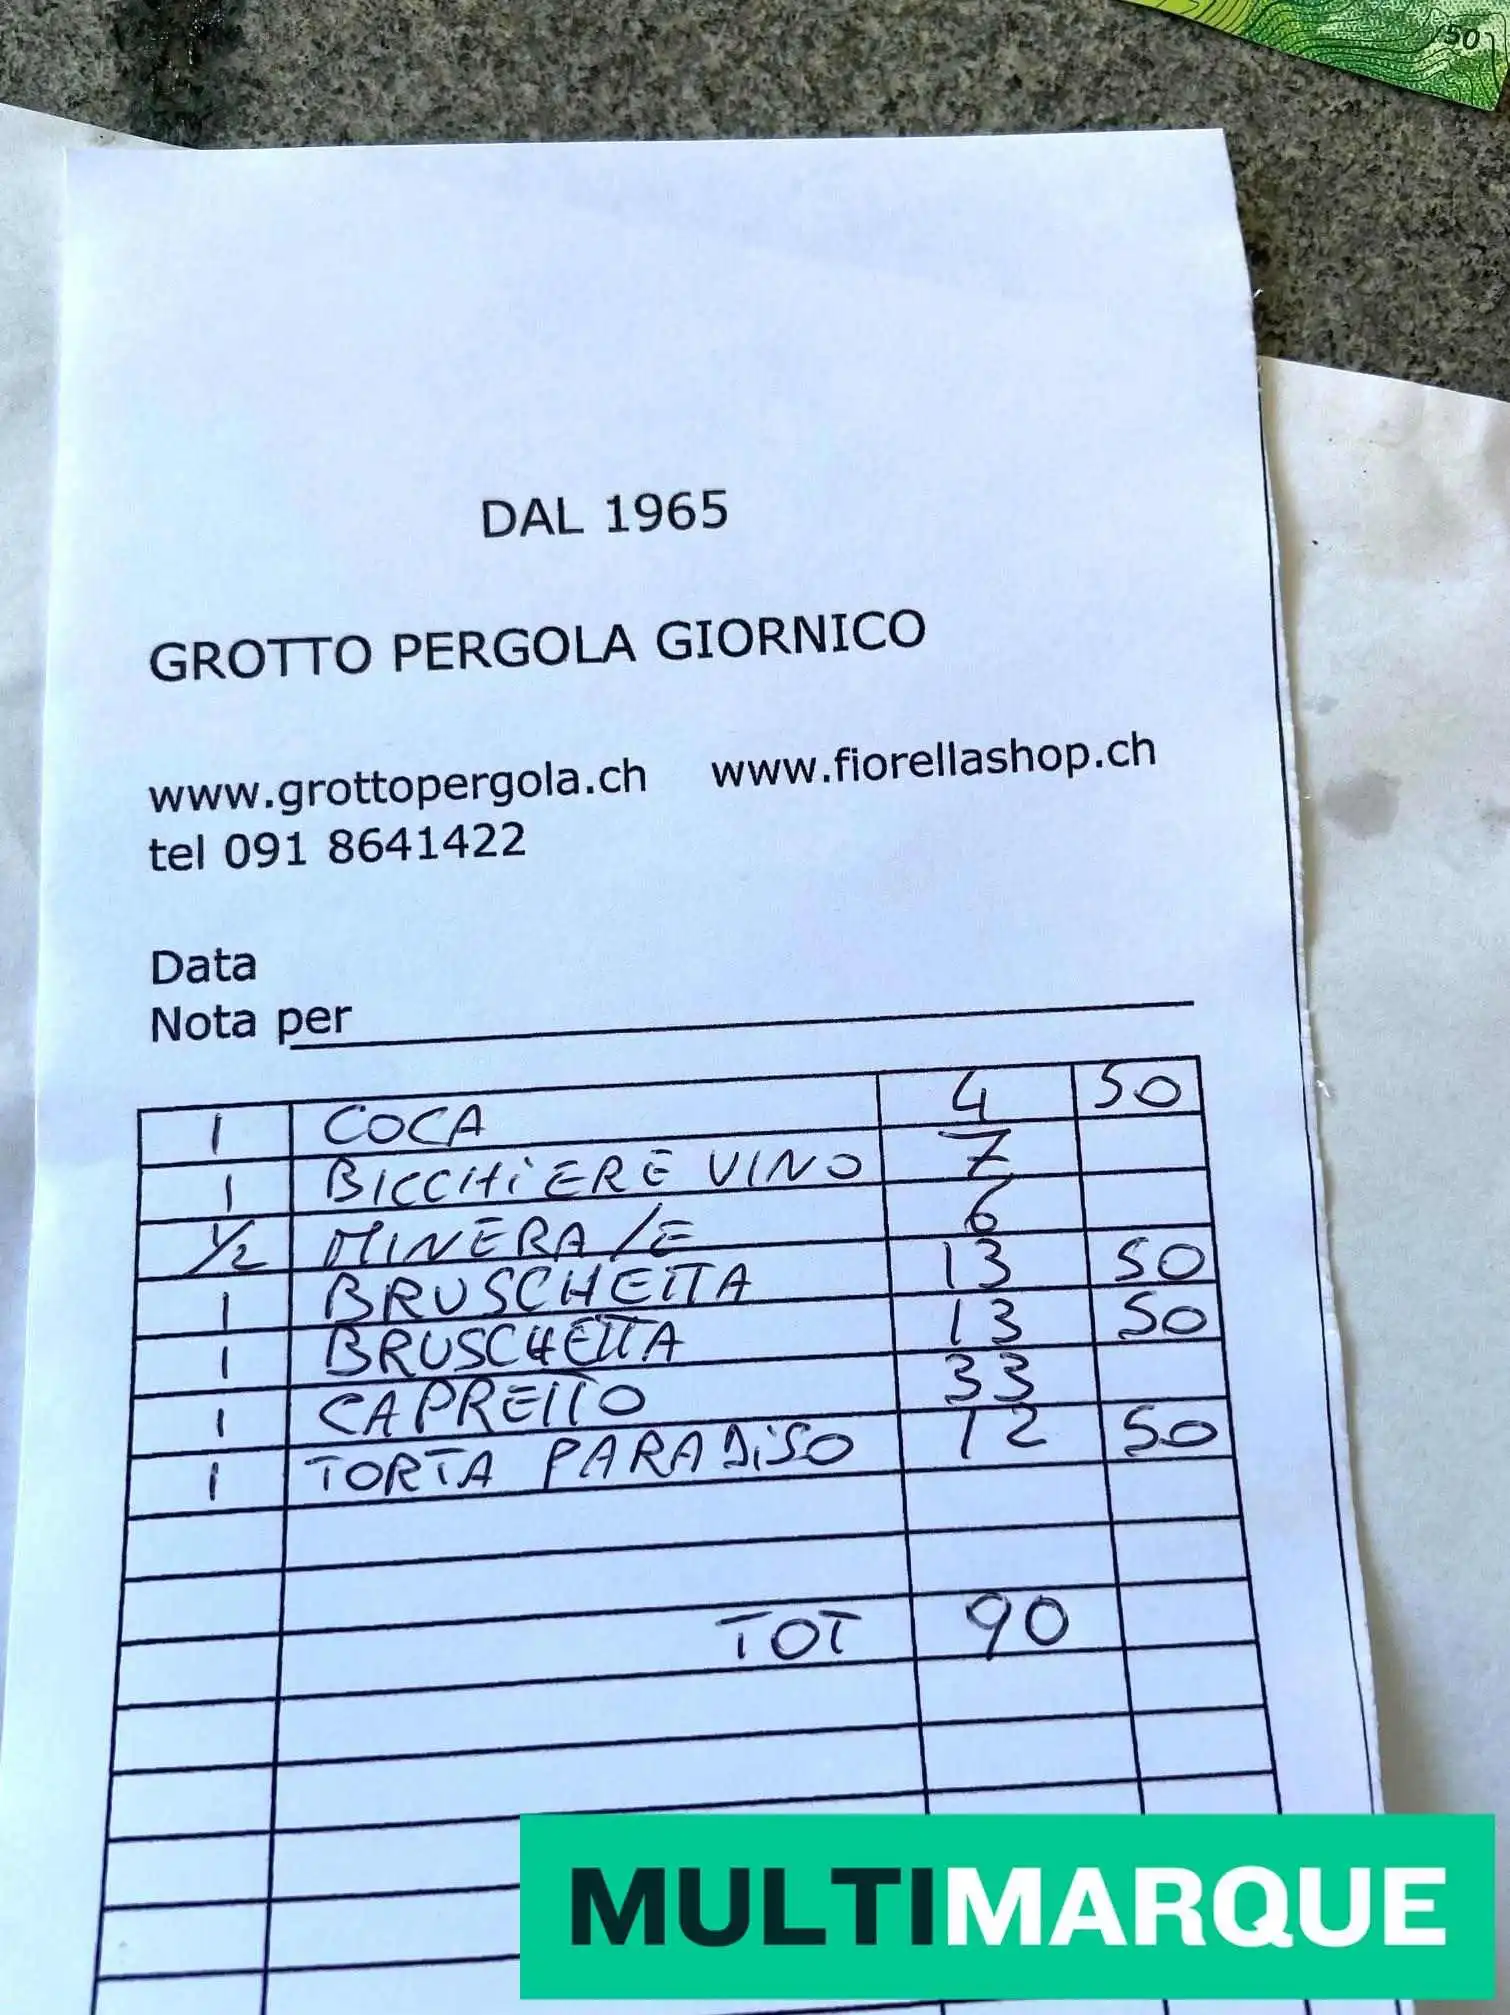 50
DAL 1965
GROTTO PERGOLA GIORNICO
www.grottopergola.ch www.fiorellashop.ch
tel 091 8641422
Data
Nota per
1 COCA 4 50
1 BICCHIERE VINO 7
1/2 MINERALE 6
1 BRUSCHETTA 13 50
1 BRUSCHETTA 13 50
1 CAPRETTO 33
1 TORTA PARADISO 12 50
TOT 90
MULTIMARQUE